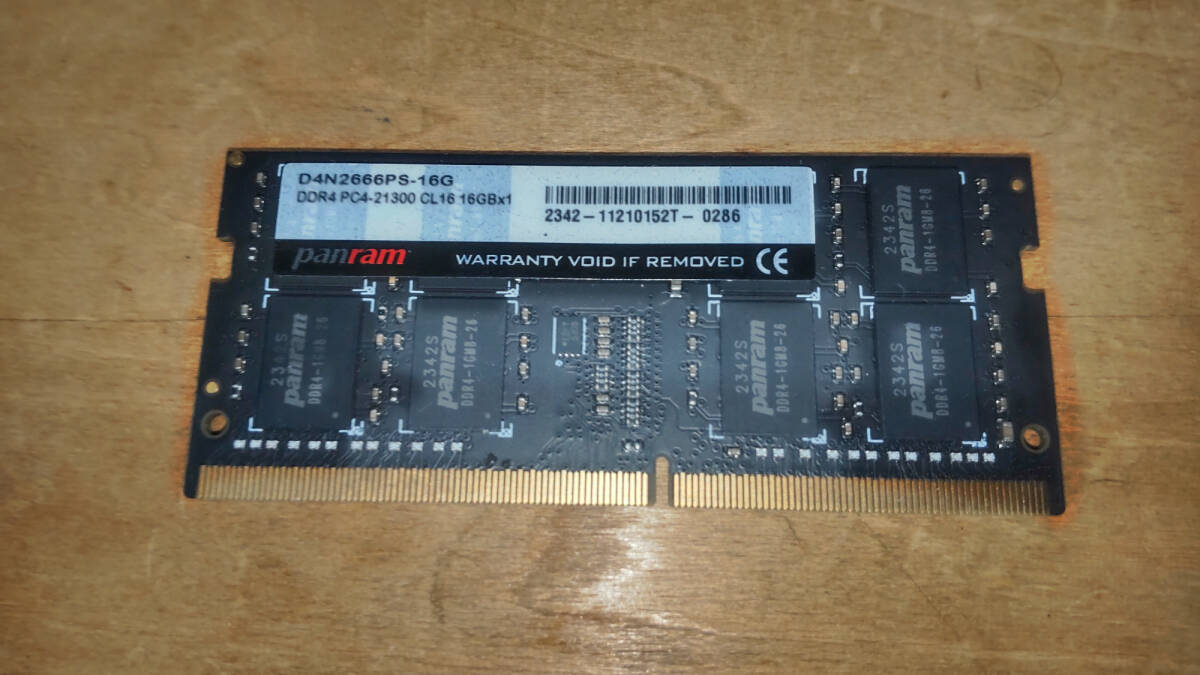 D4N2666PS-16G
DDR4 PC4-21300 CL16 16GBx1
2342-11210152T-0286
panram
WARRANTY VOID IF REMOVED CE
2342S
panram
DDR4-1GM8-26
2342S
panram
DDR4-1GM8-26
2342S
panram
DDR4-1GM8-26
2342S
panram
DDR4-1GM8-26
2342S
panram
DDR4-1GM8-26